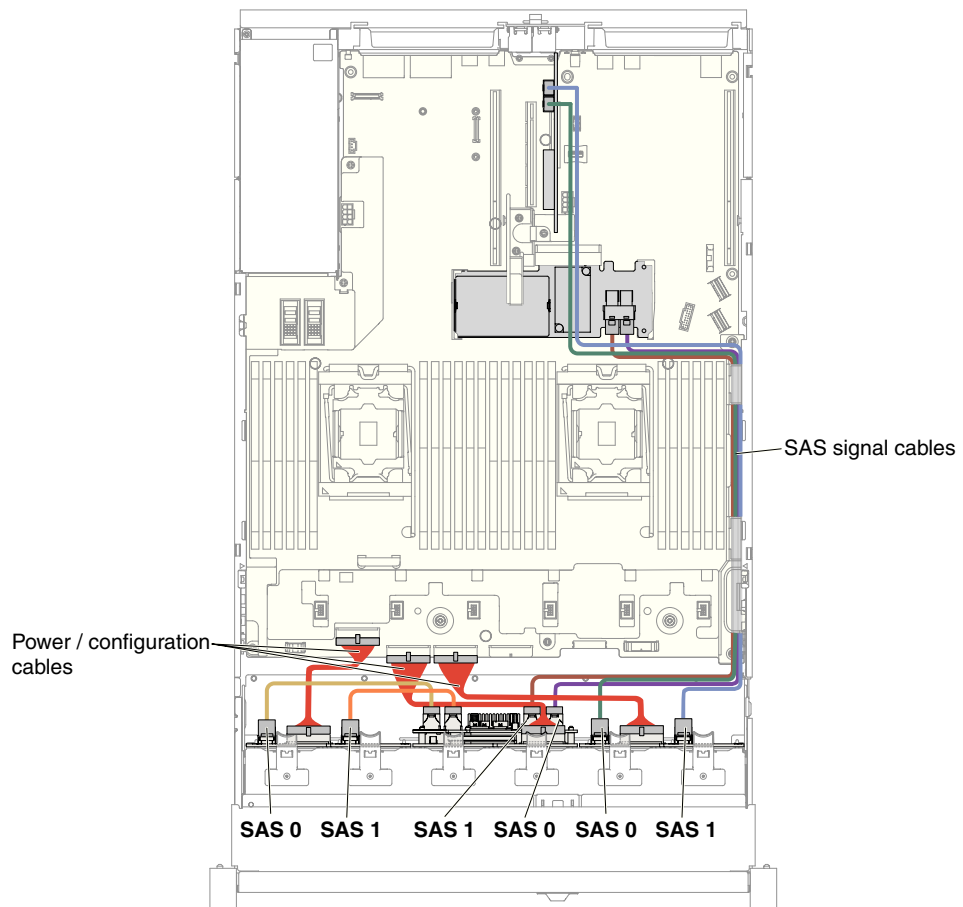 SAS signal cables
Power / configuration
cables
SAS 0 SAS 1 SAS 1 SAS 0 SAS 0 SAS 1